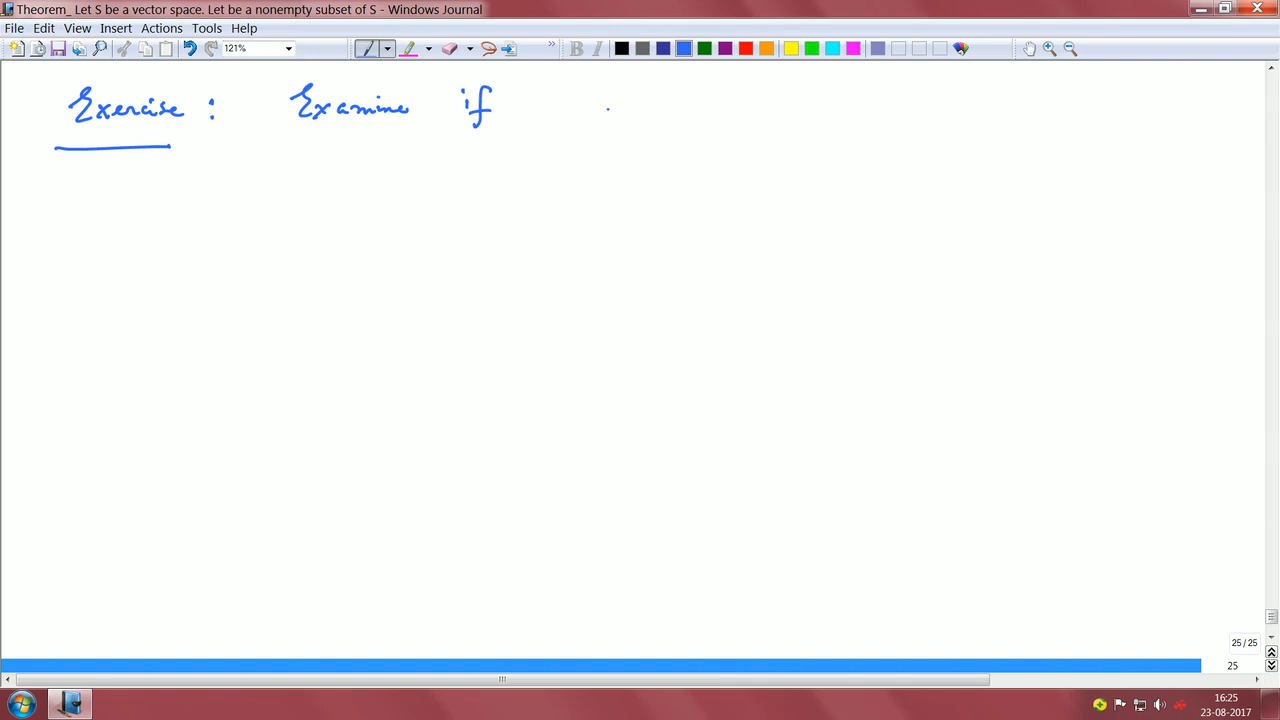 Theorem_ Let S be a vector space. Let be a nonempty subset of S - Windows Journal
File Edit View Insert Actions Tools Help
121%
Exercise : Examine if
25 / 25
25
16:25
23-08-2017